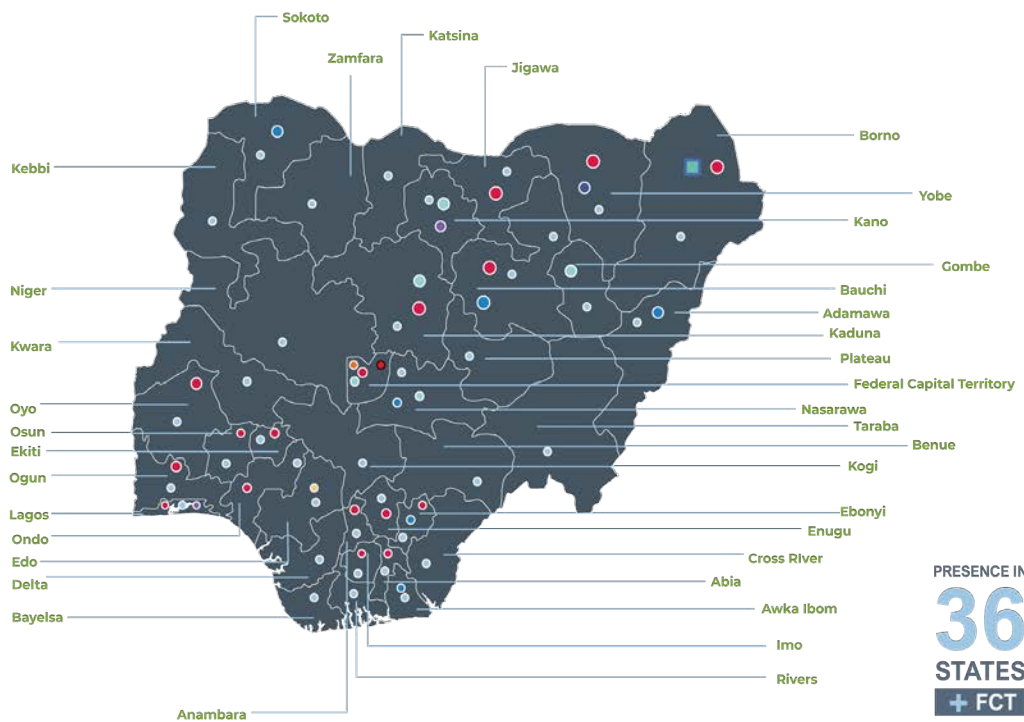 Sokoto
Katsina
Zamfara
Jigawa
Borno
Kebbi
Yobe
Kano
Gombe
Niger
Bauchi
Adamawa
Kaduna
Kwara
Plateau
Federal Capital Territory
Oyo
Nasarawa
Taraba
Osun
Benue
Ekiti
Kogi
Ogun
Ebonyi
Lagos
Enugu
Ondo
Cross RIver
Edo
Abia
Delta
Awka Ibom
Bayelsa
Imo
Rivers
Anambara
PRESENCE IN
36
STATES
+ FCT